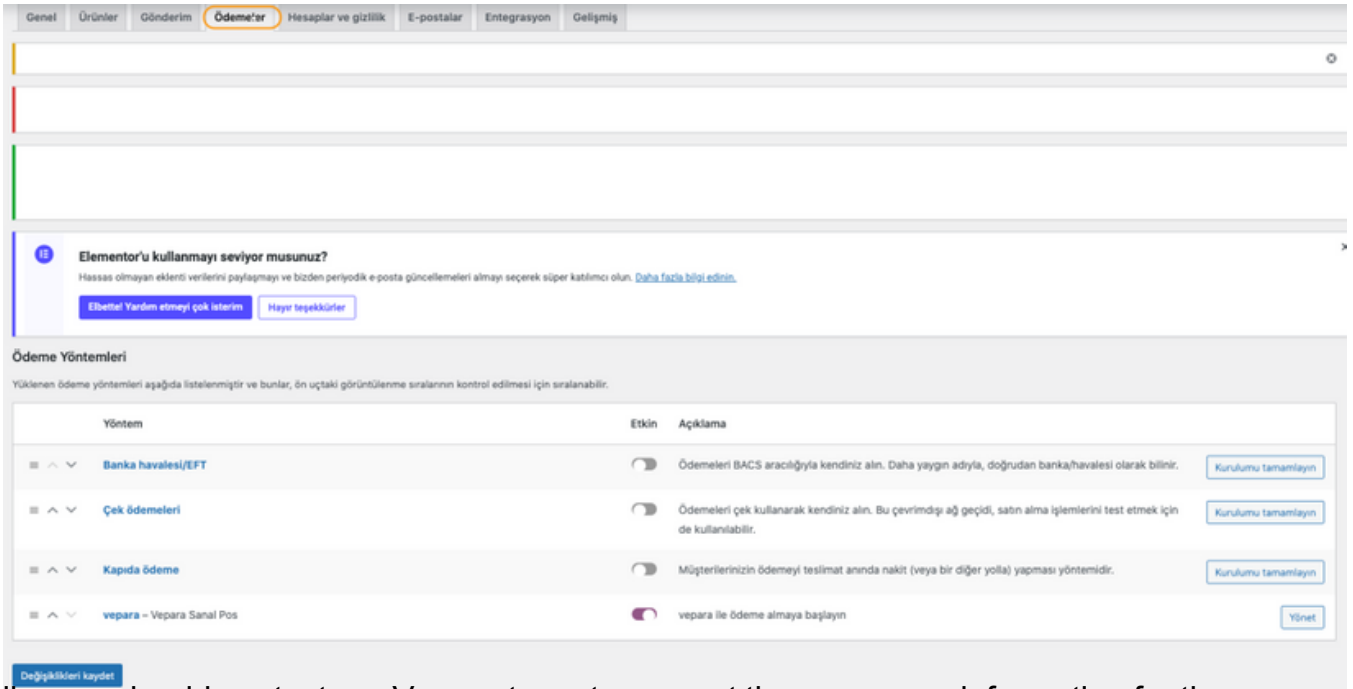 Genel Ürünler Gönderim Ödemeler Hesaplar ve gizlilik E-postalar Entegrasyon Gelişmiş
Elementor'u kullanmayı seviyor musunuz?
Hassas olmayan eklenti verilerini paylaşmayı ve bizden periyodik e-posta güncellemeleri almayı seçerek süper katılımcı olun. Daha fazla bilgi edinin.
Elbette! Yardım etmeyi çok isterim Hayır teşekkürler
Ödeme Yöntemleri
Yüklenen ödeme yöntemleri aşağıda listelenmiştir ve bunlar, ön uçtaki görüntülenme sıralarının kontrol edilmesi için sıralanabilir.
Yöntem Etkin Açıklama
Banka havalesi/EFT Ödemeleri BACS aracılığıyla kendiniz alın. Daha yaygın adıyla, doğrudan banka/havalesi olarak bilinir. Kurulumu tamamlayın
Çek ödemeleri Ödemeleri çek kullanarak kendiniz alın. Bu çevrimdışı ağ geçidi, satın alma işlemlerini test etmek için Kurulumu tamamlayın
de kullanılabilir.
Kapıda ödeme Müşterilerinizin ödemeyi teslimat anında nakit (veya bir diğer yolla) yapması yöntemidir. Kurulumu tamamlayın
vepara – Vepara Sanal Pos vepara ile ödeme almaya başlayın Yönet
Değişiklikleri kaydet